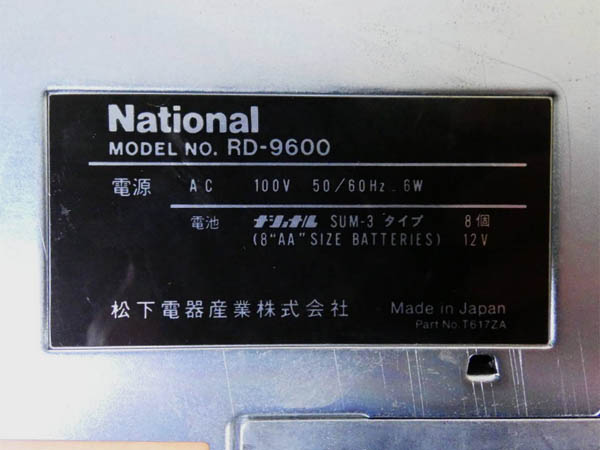 National
MODEL NO. RD-9600
電源 AC 100V 50/60Hz 6W
電池 ナショナル SUM-3 タイプ 8個
(8"AA" SIZE BATTERIES) 12V
松下電器産業株式会社 Made in Japan
Part No. T617ZA